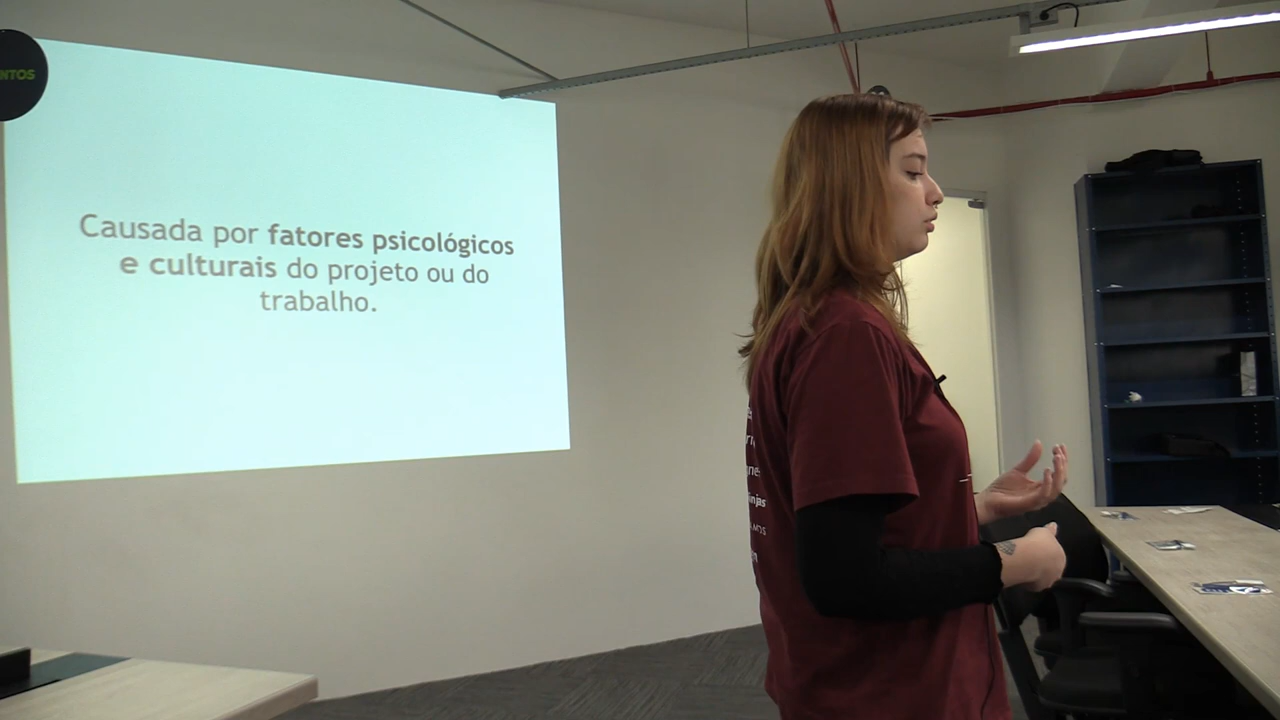 NTOS
Causada por fatores psicológicos
e culturais do projeto ou do
trabalho.